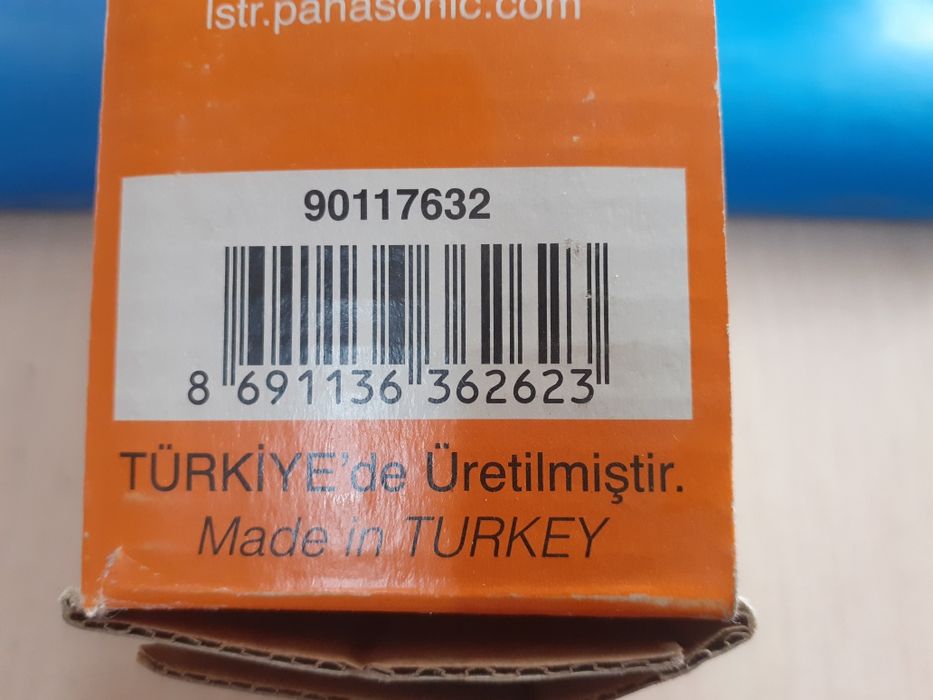 lstr.panasonic.com
90117632
8 691136 362623
TÜRKİYE'de Üretilmiştir.
Made in TURKEY